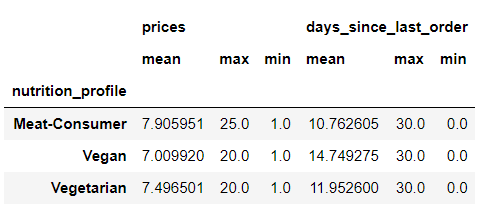 prices days_since_last_order
mean max min mean max min
nutrition_profile
Meat-Consumer 7.905951 25.0 1.0 10.762605 30.0 0.0
Vegan 7.009920 20.0 1.0 14.749275 30.0 0.0
Vegetarian 7.496501 20.0 1.0 11.952600 30.0 0.0